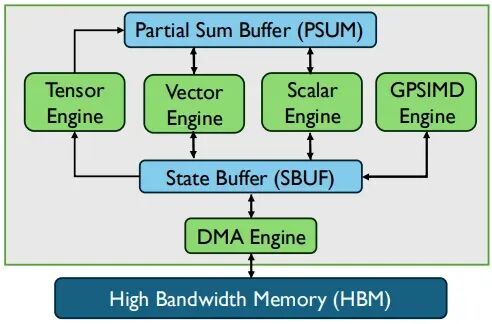 Partial Sum Buffer (PSUM)
Tensor
Engine
Vector
Engine
Scalar
Engine
GPSIMD
Engine
State Buffer (SBUF)
DMA Engine
High Bandwidth Memory (HBM)